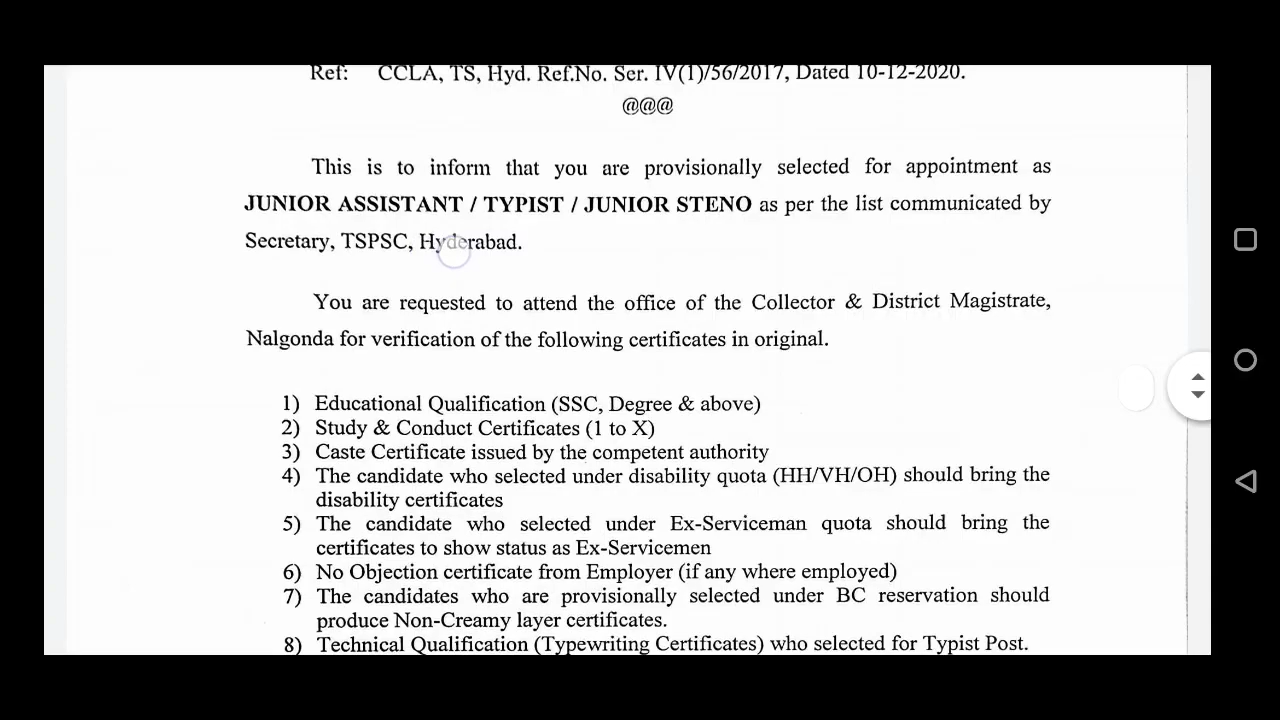 Ref: CCLA, TS, Hyd. Ref.No. Ser. IV(1)/56/2017, Dated 10-12-2020.
@@@
This is to inform that you are provisionally selected for appointment as
JUNIOR ASSISTANT / TYPIST / JUNIOR STENO as per the list communicated by
Secretary, TSPSC, Hyderabad.
You are requested to attend the office of the Collector & District Magistrate,
Nalgonda for verification of the following certificates in original.
1) Educational Qualification (SSC, Degree & above)
2) Study & Conduct Certificates (1 to X)
3) Caste Certificate issued by the competent authority
4) The candidate who selected under disability quota (HH/VH/OH) should bring the
disability certificates
5) The candidate who selected under Ex-Serviceman quota should bring the
certificates to show status as Ex-Servicemen
6) No Objection certificate from Employer (if any where employed)
7) The candidates who are provisionally selected under BC reservation should
produce Non-Creamy layer certificates.
8) Technical Qualification (Typewriting Certificates) who selected for Typist Post.